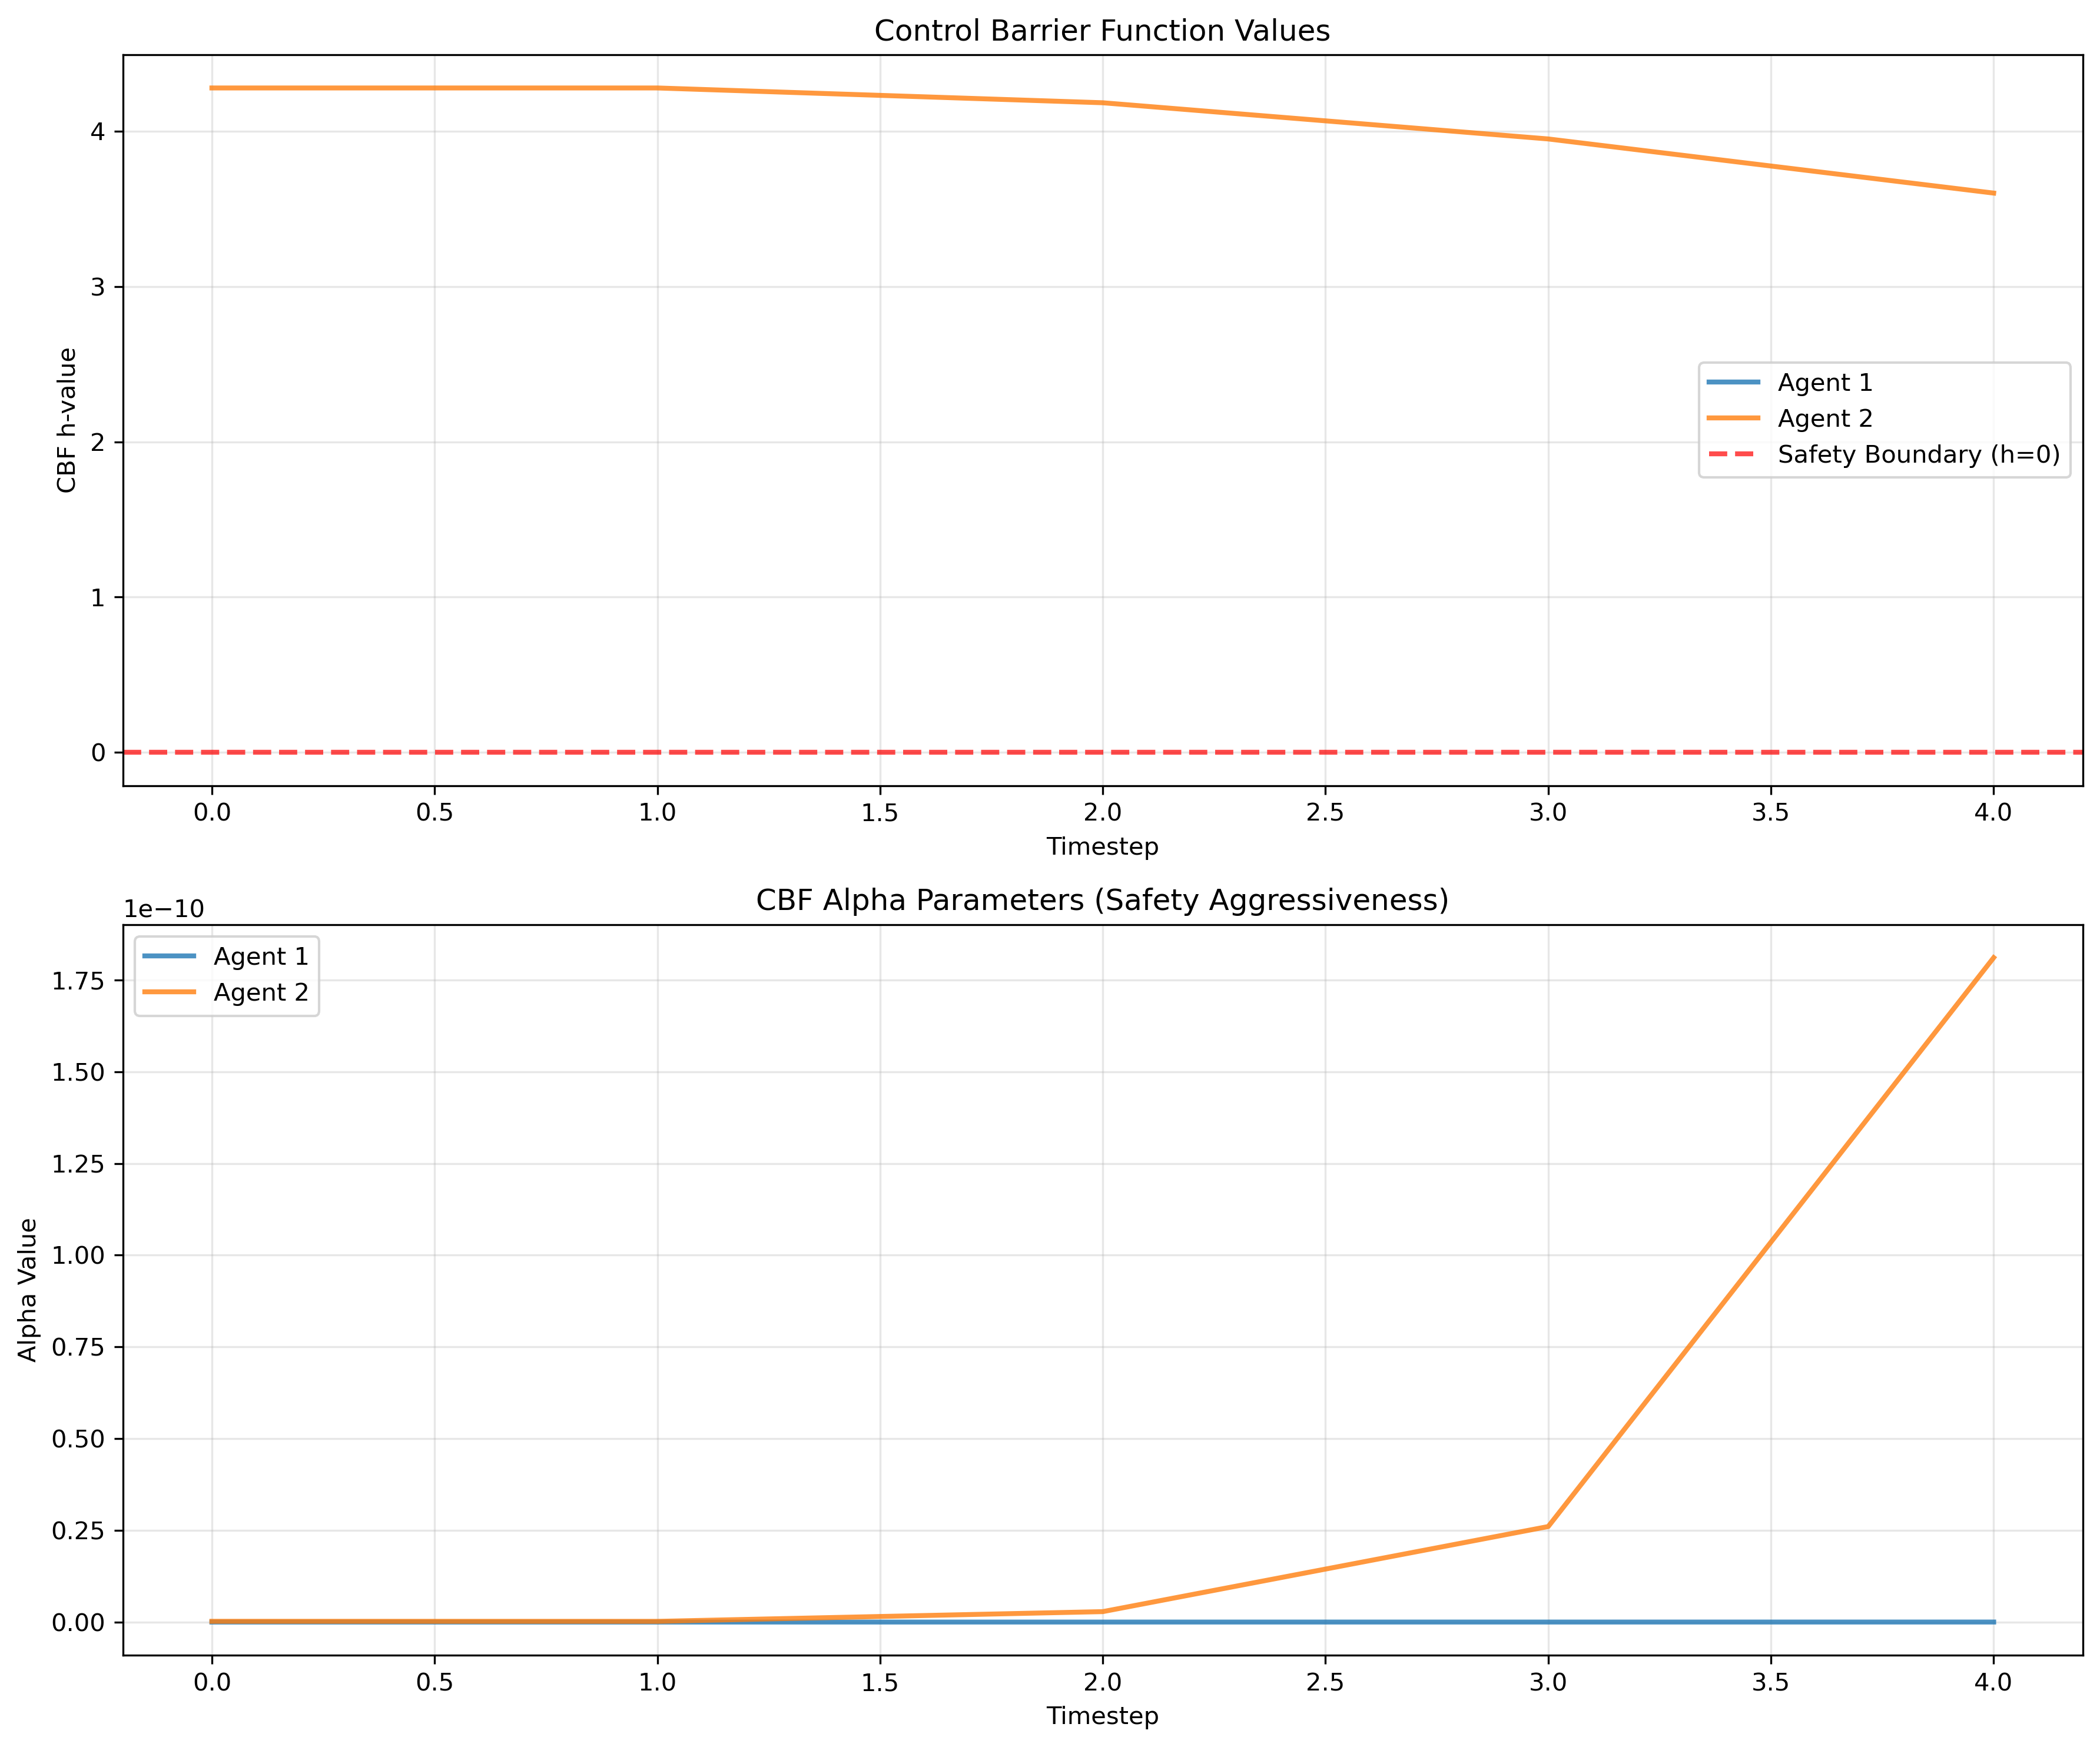 Control Barrier Function Values
CBF h-value
4
3
2
1
0
Agent 1
Agent 2
Safety Boundary (h=0)
0.0 0.5 1.0 1.5 2.0 2.5 3.0 3.5 4.0
Timestep
CBF Alpha Parameters (Safety Aggressiveness)
1e−10
Alpha Value
Agent 1
Agent 2
1.75
1.50
1.25
1.00
0.75
0.50
0.25
0.00
0.0 0.5 1.0 1.5 2.0 2.5 3.0 3.5 4.0
Timestep